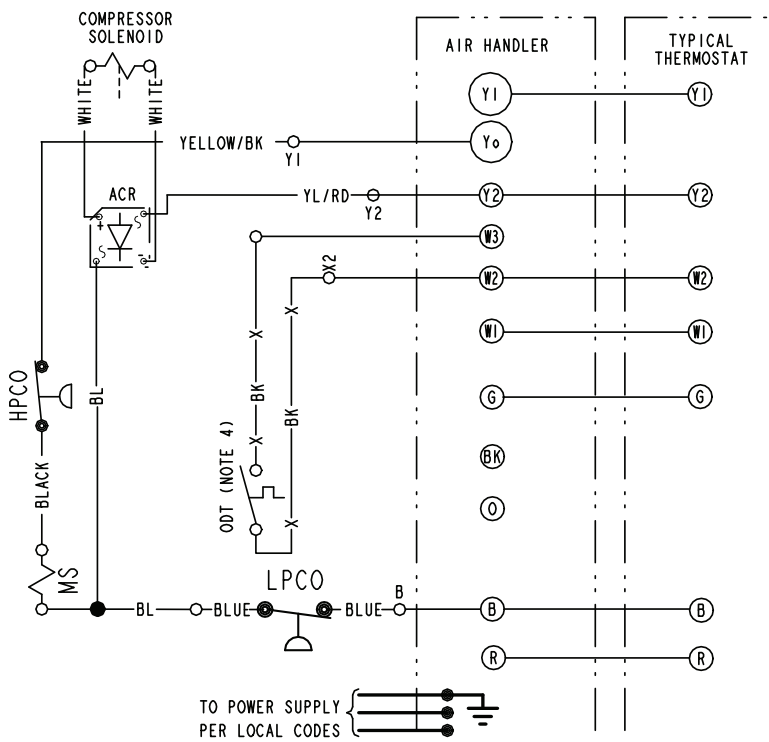 COMPRESSOR
SOLENOID
AIR HANDLER
TYPICAL
THERMOSTAT
WHITE
WHITE
Y1
Y1
YELLOW/BK
Y1
Yo
ACR
YL/RD
Y2
Y2
Y2
+
-
W3
X2
W2
W2
X
X
W1
W1
HPCO
BL
BK
BK
G
G
ODT (NOTE 4)
X
BK
BLACK
O
X
MS
LPCO
B
BL
BLUE
BLUE
B
B
R
R
TO POWER SUPPLY
PER LOCAL CODES